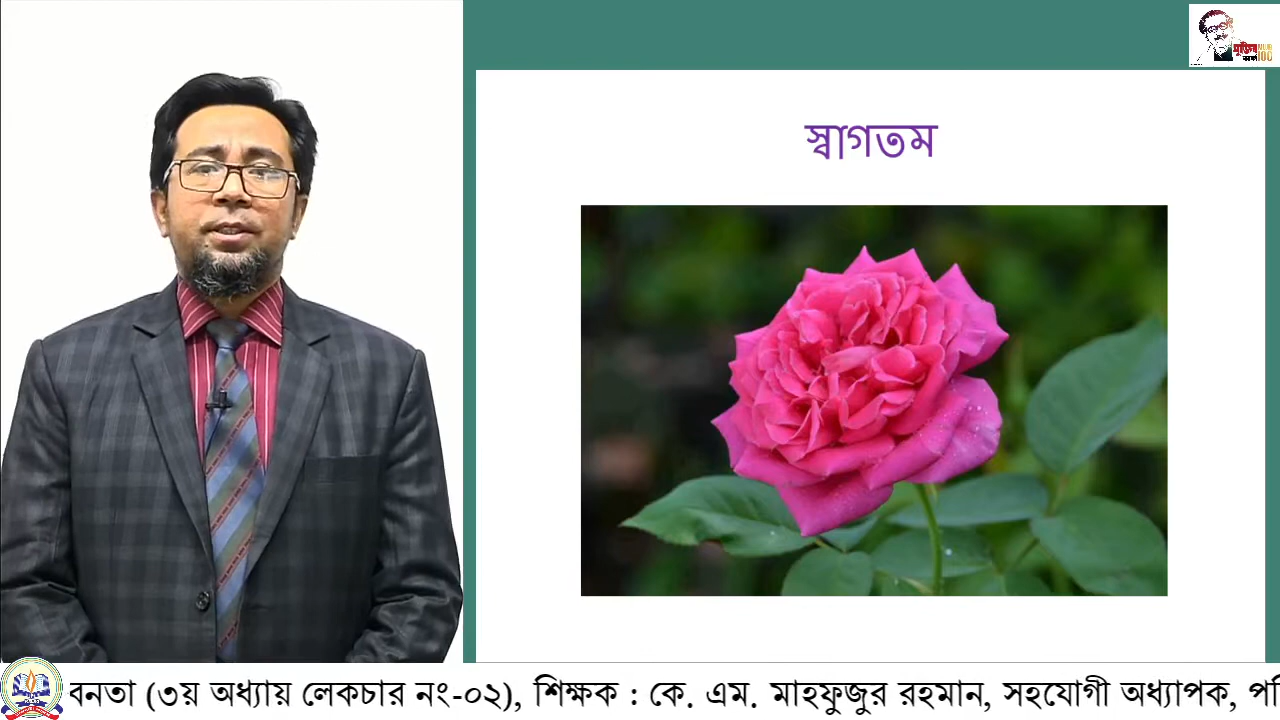 স্বাগতম
বনতা (৩য় অধ্যায় লেকচার নং-০২), শিক্ষক : কে. এম. মাহফুজুর রহমান, সহযোগী অধ্যাপক,